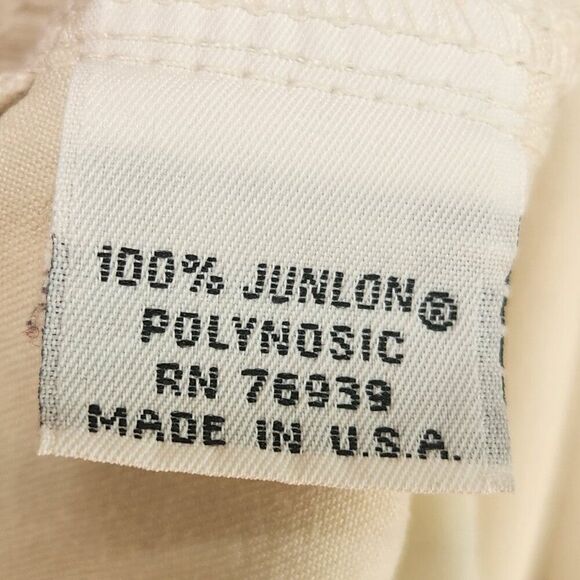 100% JUNLON®
POLYNOSIC
RN 76939
MADE IN U.S.A.